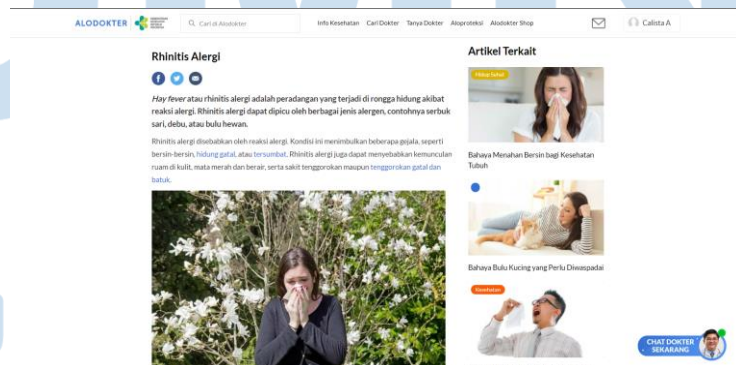 ALODOKTER
Cari di Alodokter
Info Kesehatan Cari Dokter Tanya Dokter Aloproteksi Alodokter Shop
Calista A
Rhinitis Alergi
Hay fever atau rhinitis alergi adalah peradangan yang terjadi di rongga hidung akibat
reaksi alergi. Rhinitis alergi dapat dipicu oleh berbagai jenis alergen, contohnya serbuk
sari, debu, atau bulu hewan.
Rhinitis alergi disebabkan oleh reaksi alergi. Kondisi ini menimbulkan beberapa gejala, seperti
bersin-bersin, hidung gatal, atau tersumbat. Rhinitis alergi juga dapat menyebabkan kemunculan
ruam di kulit, mata merah dan berair, serta sakit tenggorokan maupun tenggorokan gatal dan
batuk.
Artikel Terkait
Hidup Sehat
Bahaya Menahan Bersin bagi Kesehatan
Tubuh
Bahaya Bulu Kucing yang Perlu Diwaspadai
Kesehatan
CHAT DOKTER
SEKARANG